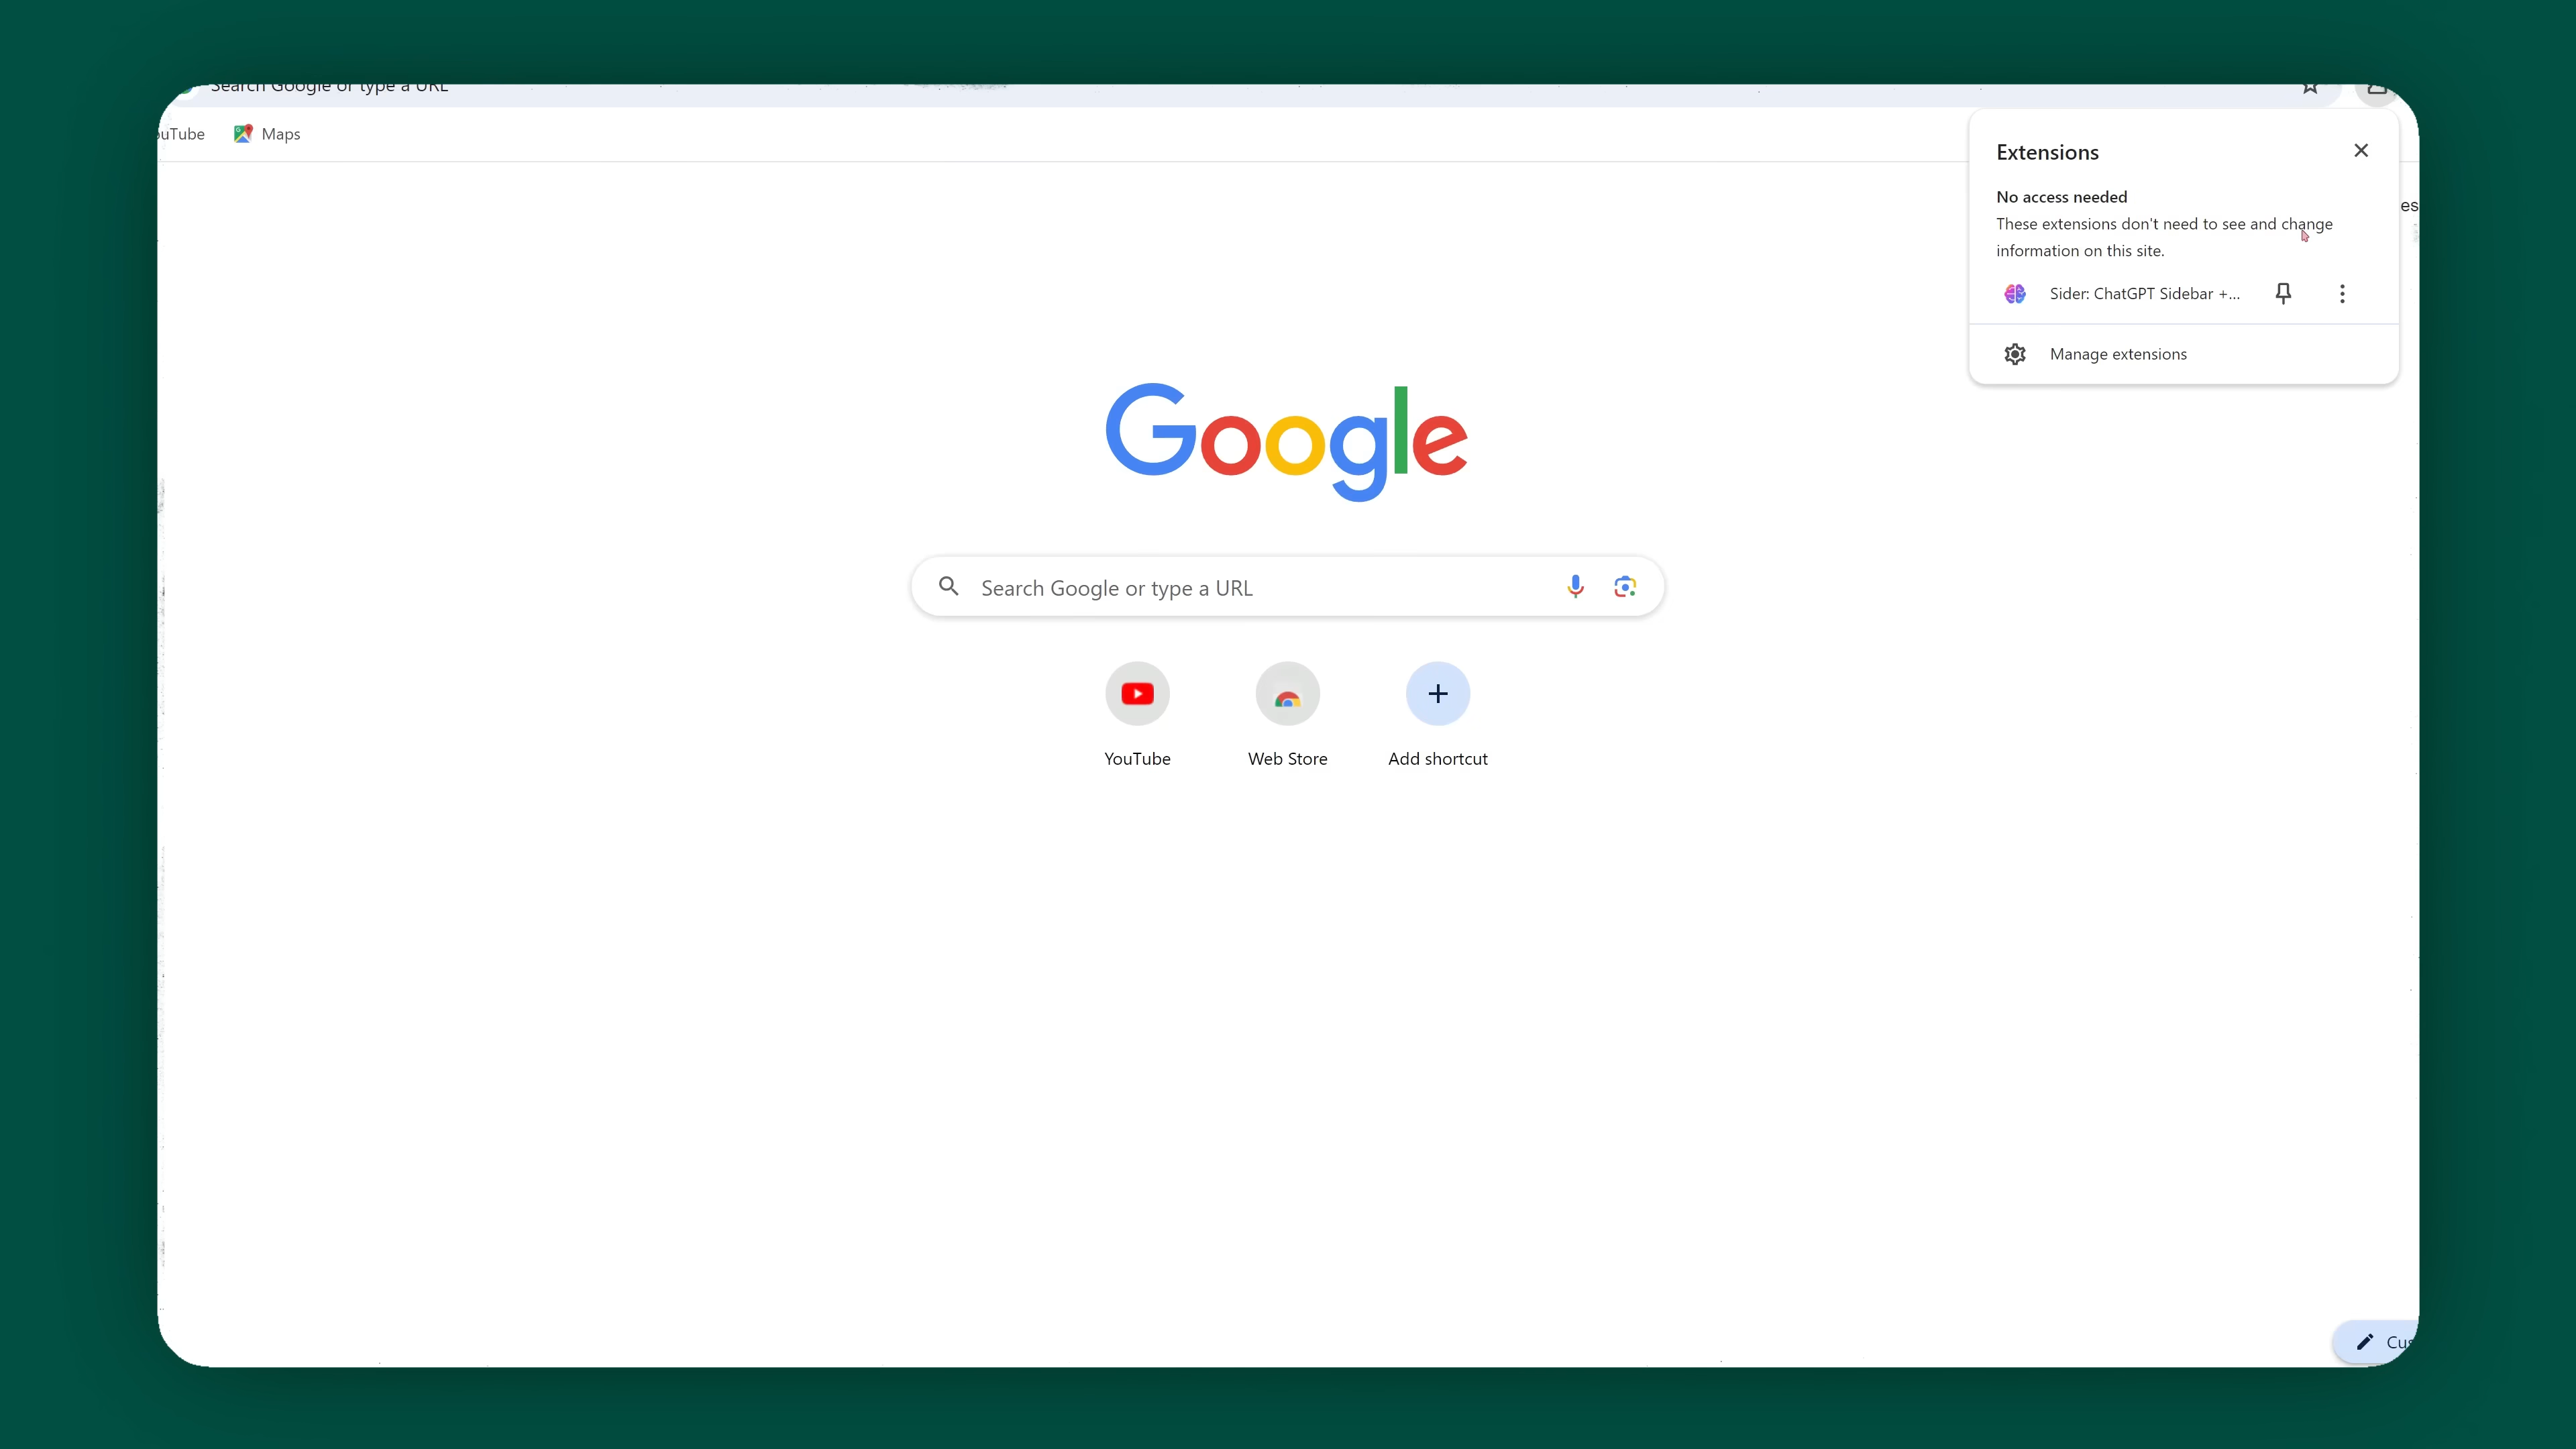 Search Google or type a URL
uTube
Maps
Extensions
No access needed
These extensions don't need to see and change
information on this site.
Sider: ChatGPT Sidebar +...
Manage extensions
es
Google
Search Google or type a URL
YouTube
Web Store
Add shortcut
Cus